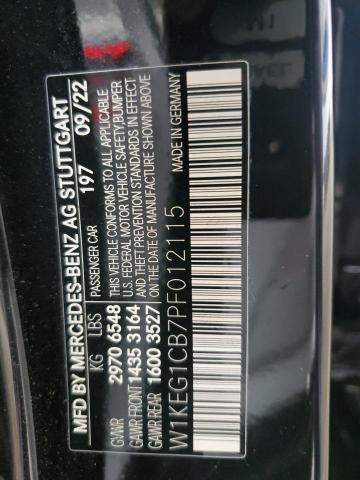 MFD BY MERCEDES-BENZ AG STUTTGART
PASSENGER CAR 197 09/22
KG LBS
GVWR 2970 6548
GAWR FRONT 1435 3164
GAWR REAR 1600 3527
THIS VEHICLE CONFORMS TO ALL APPLICABLE
U.S. FEDERAL MOTOR VEHICLE SAFETY, BUMPER
AND THEFT PREVENTION STANDARDS IN EFFECT
ON THE DATE OF MANUFACTURE SHOWN ABOVE
MADE IN GERMANY
W1KEG1CB7PF012115